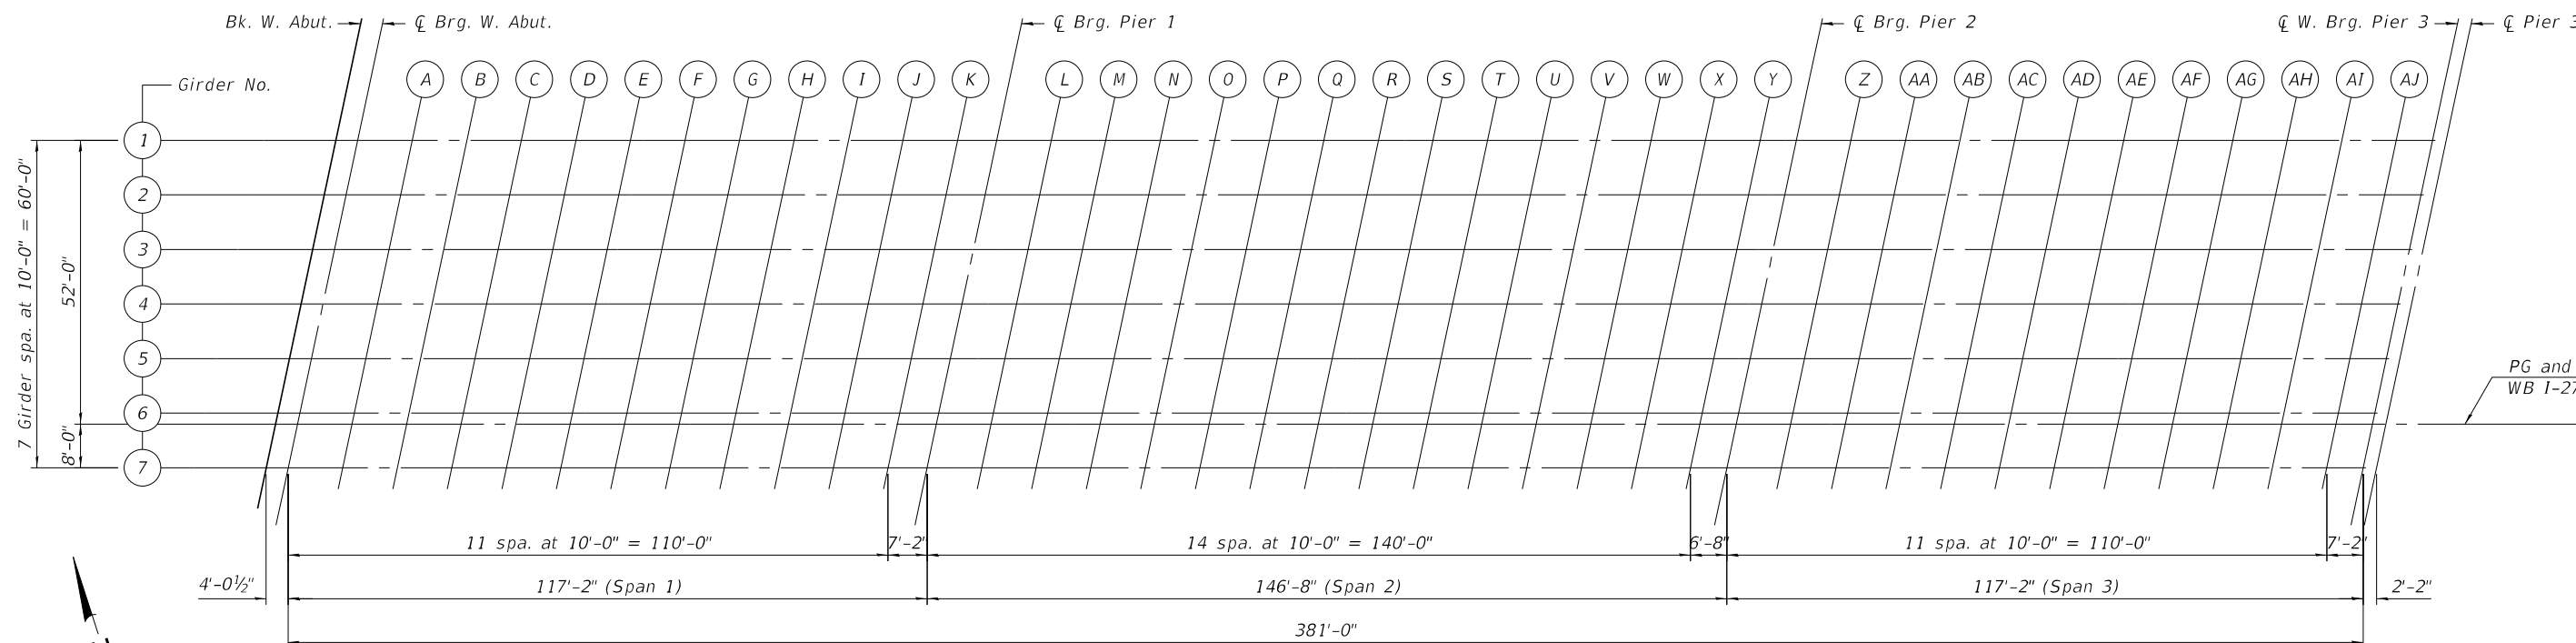 Bk. W. Abut.
℄ Brg. W. Abut.
℄ Brg. Pier 1
℄ Brg. Pier 2
℄ W. Brg. Pier 3
℄ Pier 3
Girder No.
A B C D E F G H I J K L M N O P Q R S T U V W X Y Z AA AB AC AD AE AF AG AH AI AJ
1
2
3
4
5
6
7
7 Girder spa. at 10'-0" = 60'-0"
52'-0"
8'-0"
PG and
WB I-27
11 spa. at 10'-0" = 110'-0"
7'-2"
14 spa. at 10'-0" = 140'-0"
6'-8"
11 spa. at 10'-0" = 110'-0"
7'-2"
4'-0½"
117'-2" (Span 1)
146'-8" (Span 2)
117'-2" (Span 3)
2'-2"
381'-0"